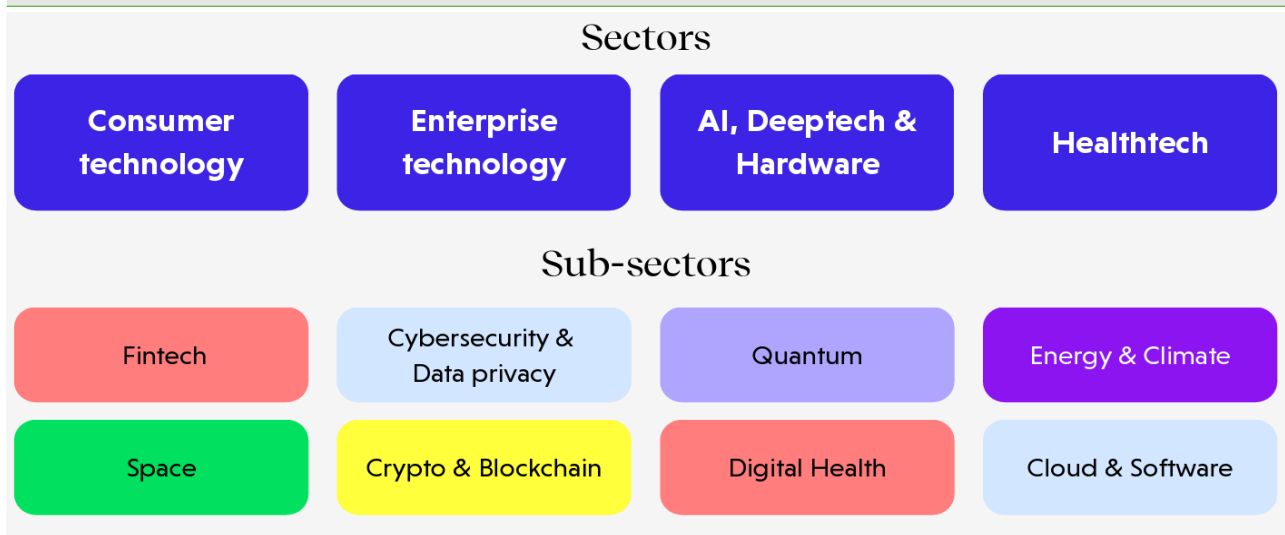 Sectors
Consumer
technology
Enterprise
technology
AI, Deeptech &
Hardware
Healthtech
Sub-sectors
Fintech
Cybersecurity &
Data privacy
Quantum
Energy & Climate
Space
Crypto & Blockchain
Digital Health
Cloud & Software